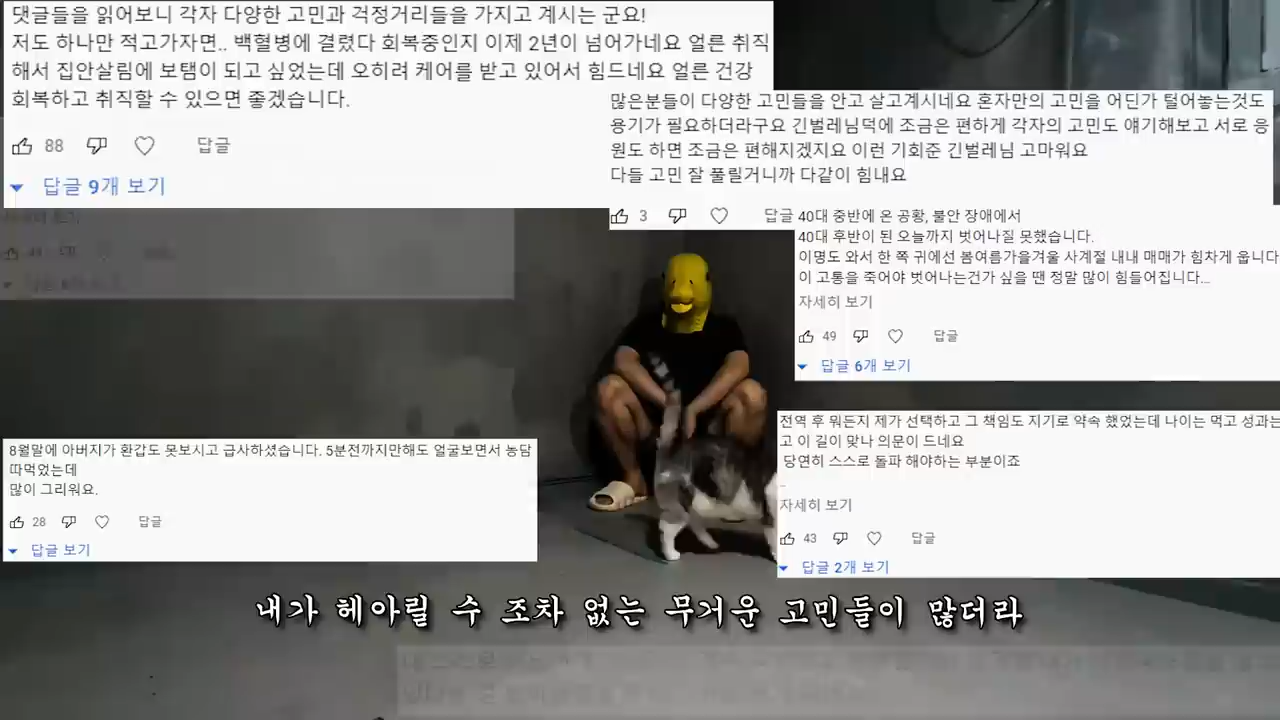 댓글들을 읽어보니 각자 다양한 고민과 걱정거리들을 가지고 계시는 군요!
저도 하나만 적고가자면.. 백혈병에 결렸다 회복중인지 이제 2년이 넘어가네요 얼른 취직
해서 집안살림에 보탬이 되고 싶었는데 오히려 케어를 받고 있어서 힘드네요 얼른 건강
회복하고 취직할 수 있으면 좋겠습니다.
88 답글
답글 9개 보기
많은분들이 다양한 고민들을 안고 살고계시네요 혼자만의 고민을 어딘가 털어놓는것도
용기가 필요하더라구요 긴벌레님덕에 조금은 편하게 각자의 고민도 얘기해보고 서로 응
원도 하면 조금은 편해지겠지요 이런 기회준 긴벌레님 고마워요
다들 고민 잘 풀릴거니까 다같이 힘내요
3 답글
40대 중반에 온 공황, 불안 장애에서
40대 후반이 된 오늘까지 벗어나질 못했습니다.
이명도 와서 한 쪽 귀에선 봄여름가을겨울 사계절 내내 매매가 힘차게 웁니다
이 고통을 죽어야 벗어나는건가 싶을 땐 정말 많이 힘들어집니다...
자세히 보기
49 답글
답글 6개 보기
8월말에 아버지가 환갑도 못보시고 급사하셨습니다. 5분전까지만해도 얼굴보면서 농담
따먹었는데
많이 그리워요.
28 답글
답글 보기
전역 후 뭐든지 제가 선택하고 그 책임도 지기로 약속 했었는데 나이는 먹고 성과는
고 이 길이 맞나 의문이 드네요
당연히 스스로 돌파 해야하는 부분이죠
..
자세히 보기
43 답글
답글 2개 보기
내가 헤아릴 수 조차 없는 무거운 고민들이 많더라